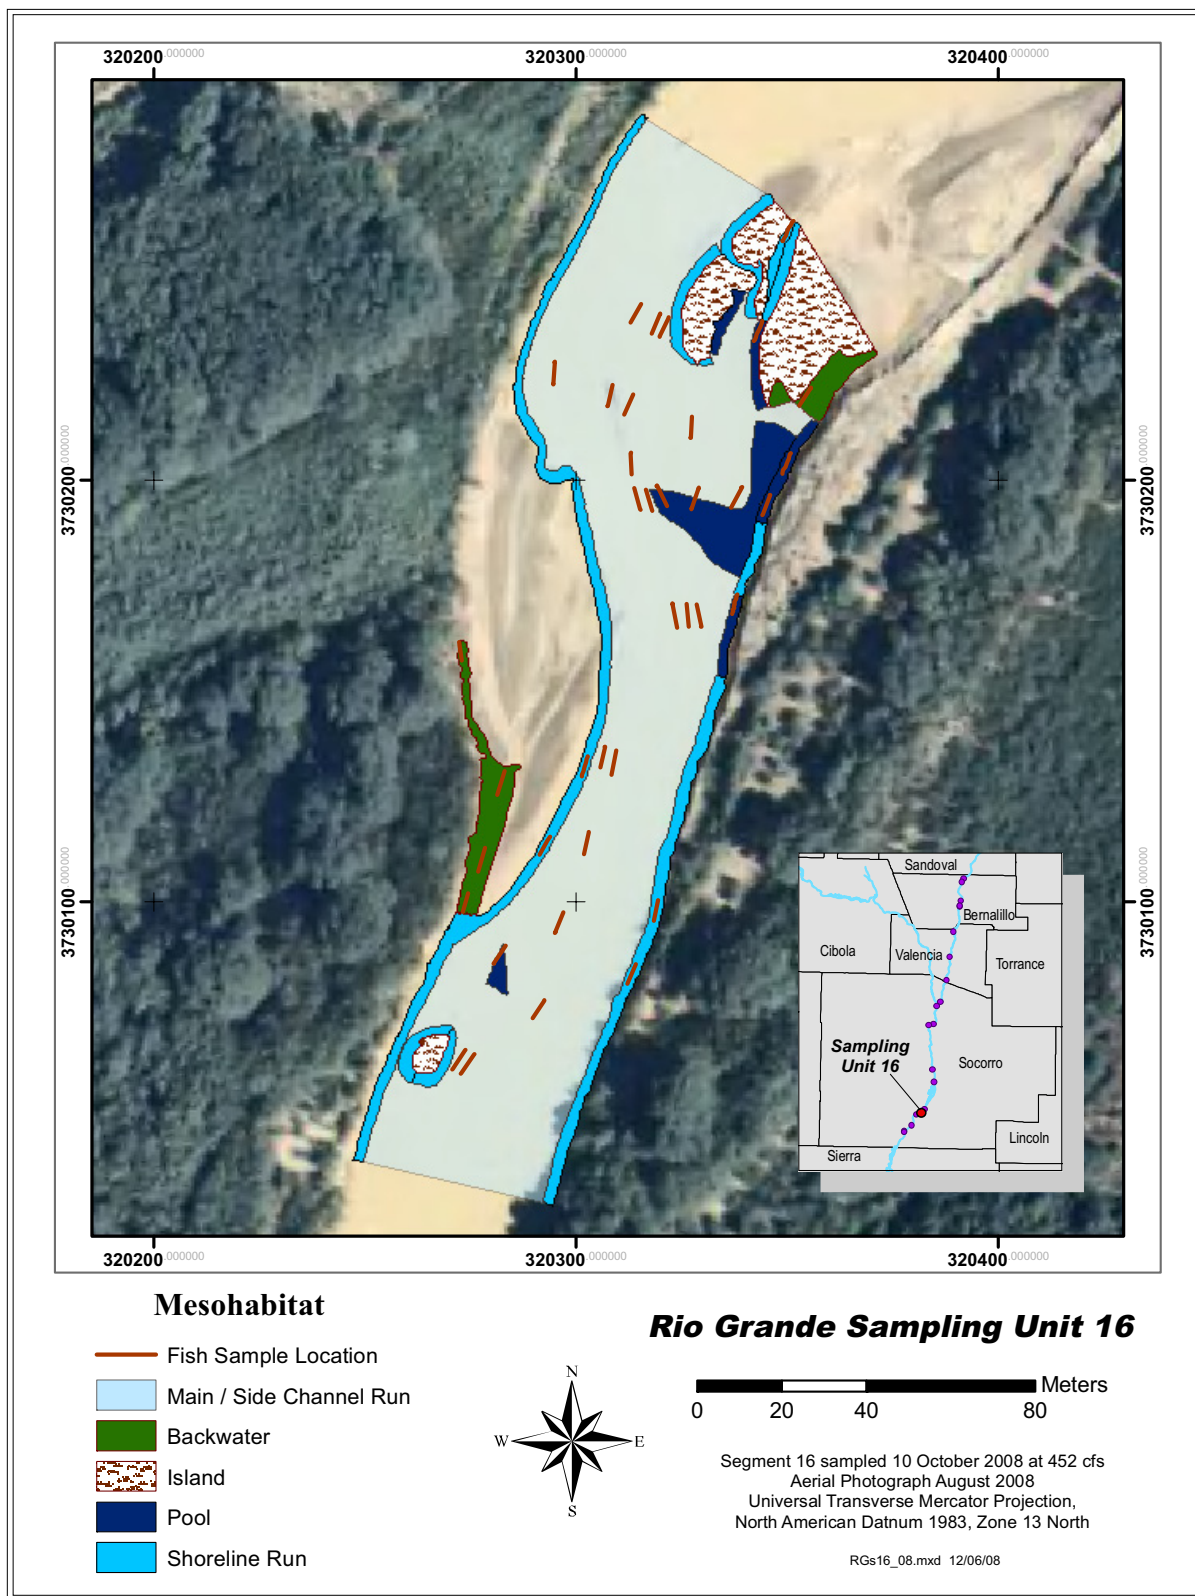 320200.000000 320300.000000 320400.000000
3730200.000000 3730200.000000
3730100.000000 3730100.000000
Sandoval
Bernalillo
Cibola
Valencia
Torrance
Sampling
Unit 16
Socorro
Lincoln
Sierra
320200.000000 320300.000000 320400.000000
Mesohabitat
Fish Sample Location
Main / Side Channel Run
Backwater
Island
Pool
Shoreline Run
N
W E
S
Rio Grande Sampling Unit 16
Meters
0 20 40 80
Segment 16 sampled 10 October 2008 at 452 cfs
Aerial Photograph August 2008
Universal Transverse Mercator Projection,
North American Datnum 1983, Zone 13 North
RGs16_08.mxd 12/06/08